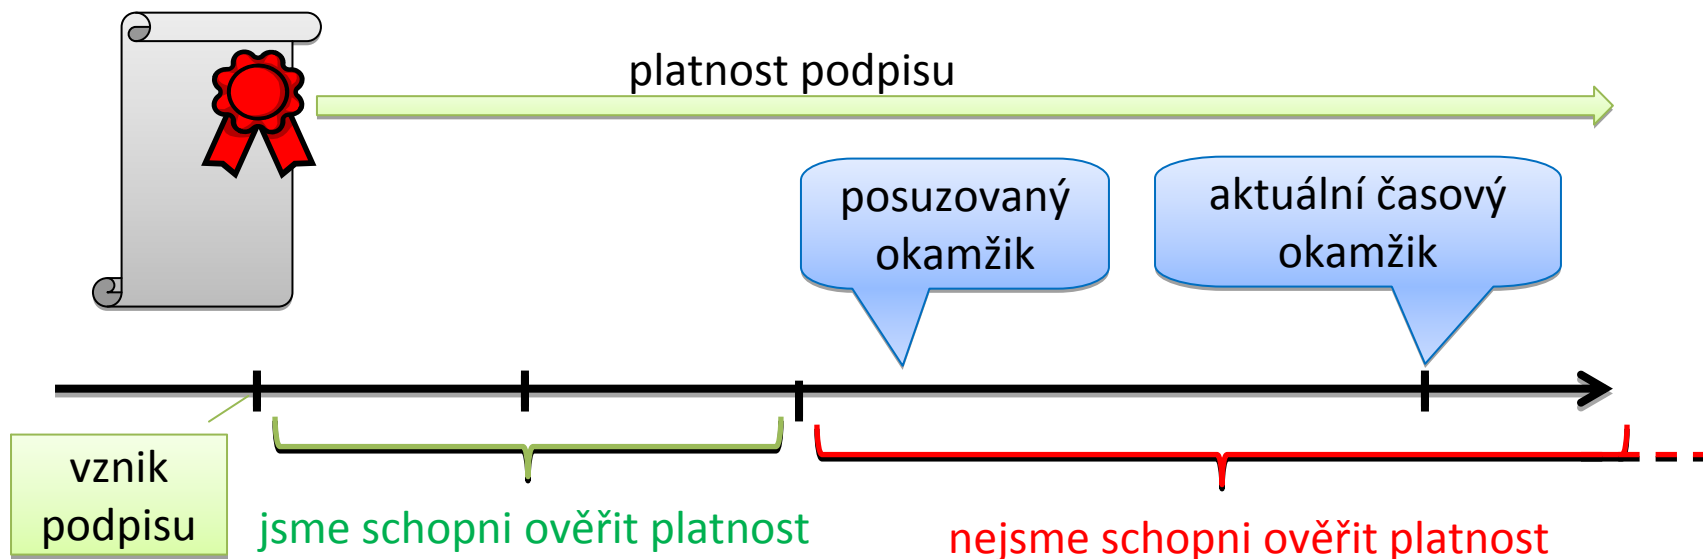 platnost podpisu
posuzovaný
okamžik
aktuální časový
okamžik
vznik
podpisu
jsme schopni ověřit platnost
nejsme schopni ověřit platnost